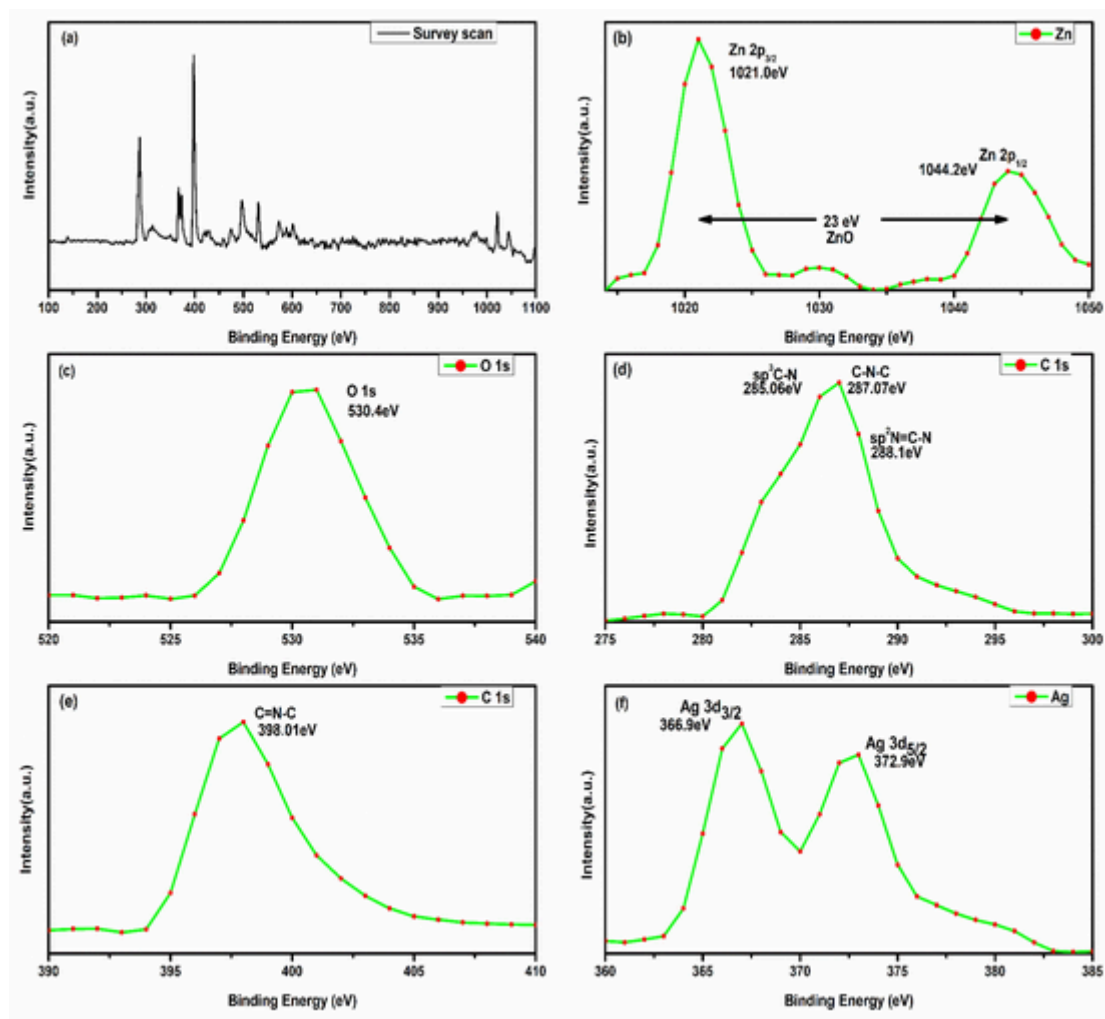 (a)
Survey scan
Intensity(a.u.)
100 200 300 400 500 600 700 800 900 1000 1100
Binding Energy (eV)
(b)
Zn
Zn 2p3/2
1021.0eV
Zn 2p1/2
1044.2eV
23 eV
ZnO
Intensity(a.u.)
1020 1030 1040 1050
Binding Energy (eV)
(c)
O 1s
O 1s
530.4eV
Intensity(a.u.)
520 525 530 535 540
Binding Energy (eV)
(d)
C 1s
sp3C-N
285.06eV
C-N-C
287.07eV
sp2N=C-N
288.1eV
Intensity(a.u.)
275 280 285 290 295 300
Binding Energy (eV)
(e)
C 1s
C=N-C
398.01eV
Intensity(a.u.)
390 395 400 405 410
Binding Energy (eV)
(f)
Ag
Ag 3d3/2
366.9eV
Ag 3d5/2
372.9eV
Intensity(a.u.)
360 365 370 375 380 385
Binding Energy (eV)